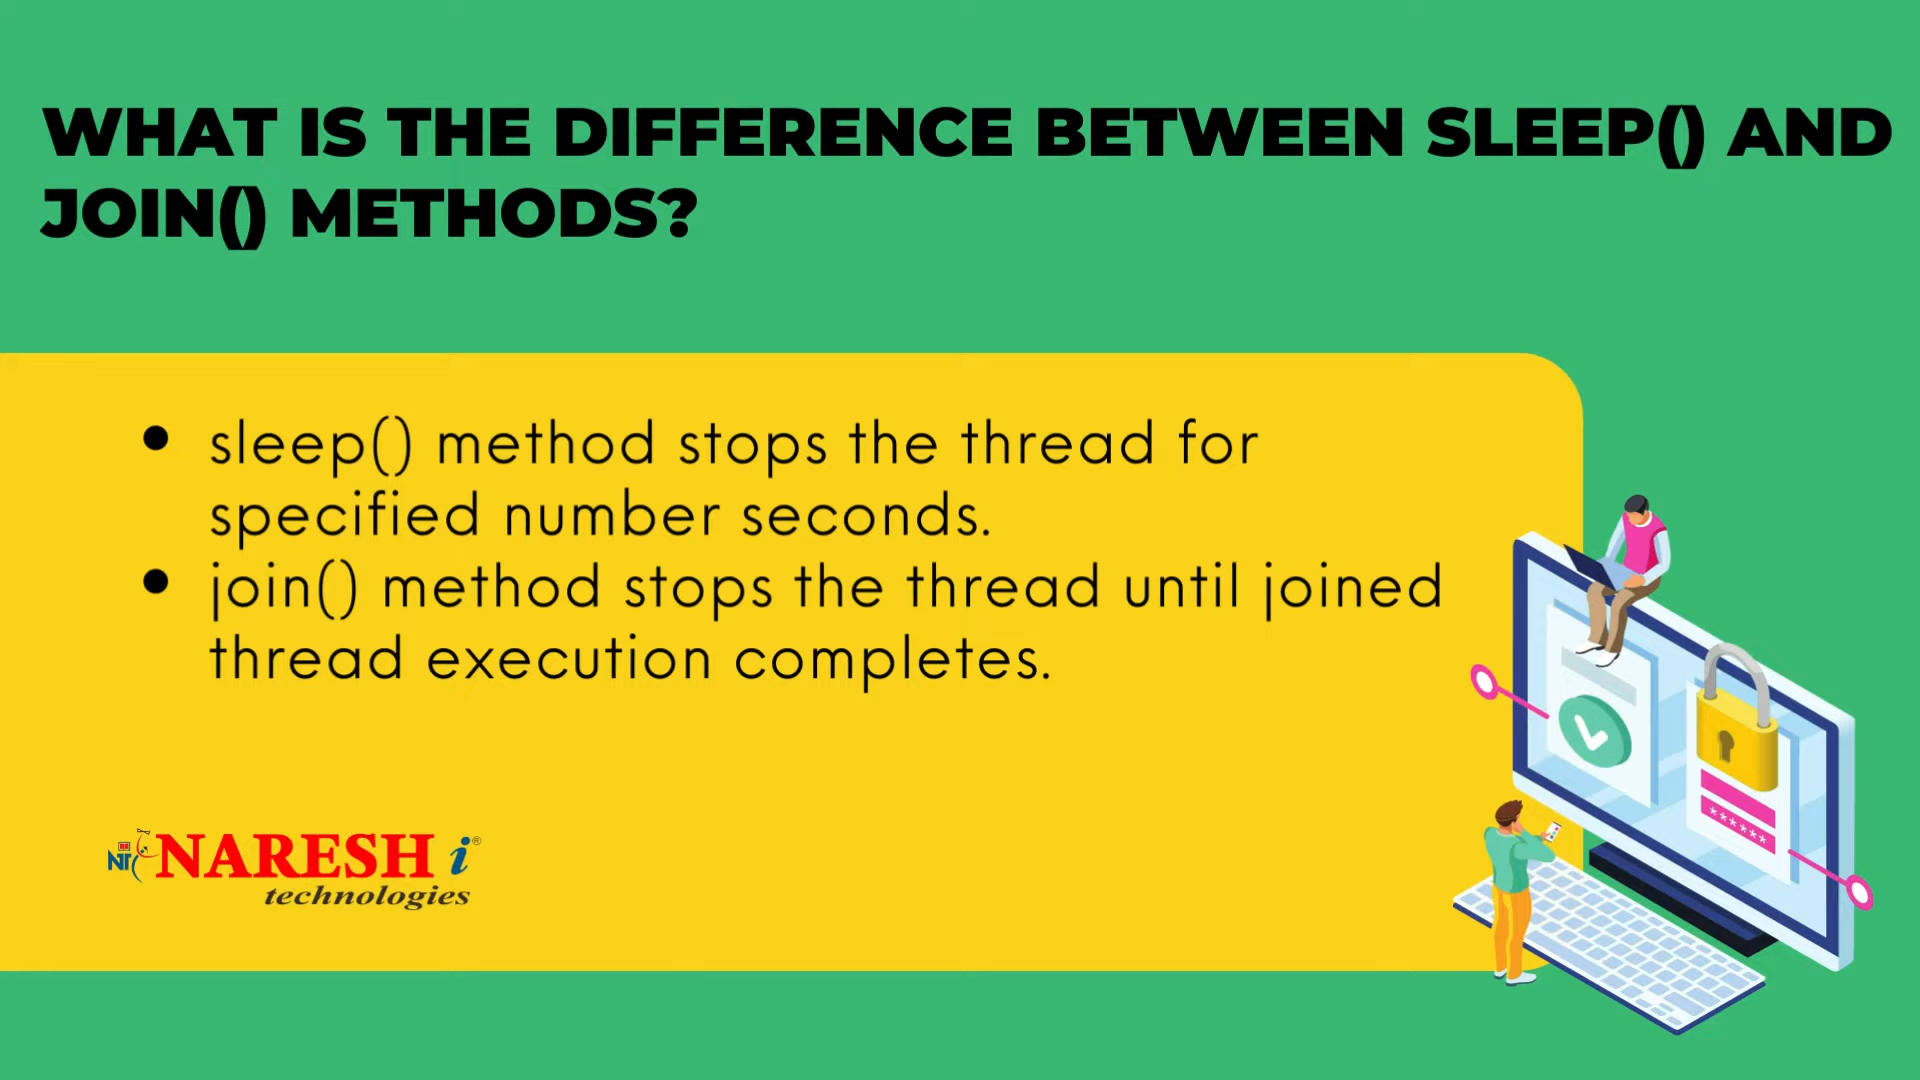 WHAT IS THE DIFFERENCE BETWEEN SLEEP() AND
JOIN() METHODS?
• sleep() method stops the thread for
specified number seconds.
• join() method stops the thread until joined
thread execution completes.
NT NARESH i®
technologies
******